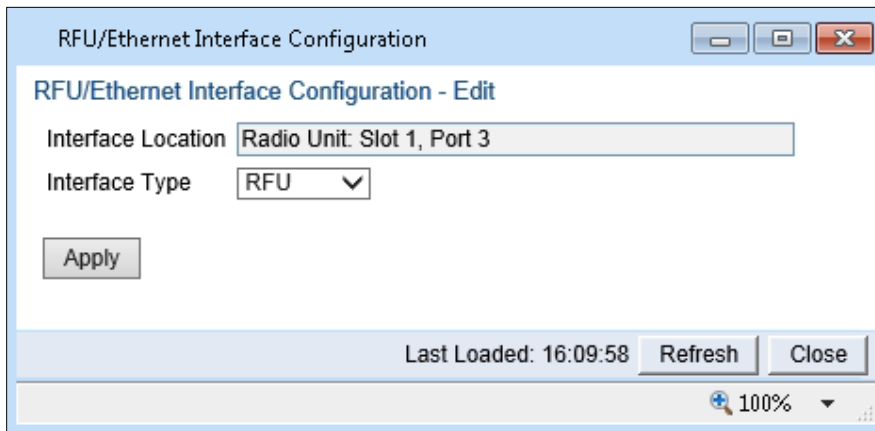 RFU/Ethernet Interface Configuration
RFU/Ethernet Interface Configuration - Edit
Interface Location Radio Unit: Slot 1, Port 3
Interface Type RFU
Apply
Last Loaded: 16:09:58 Refresh Close
100%